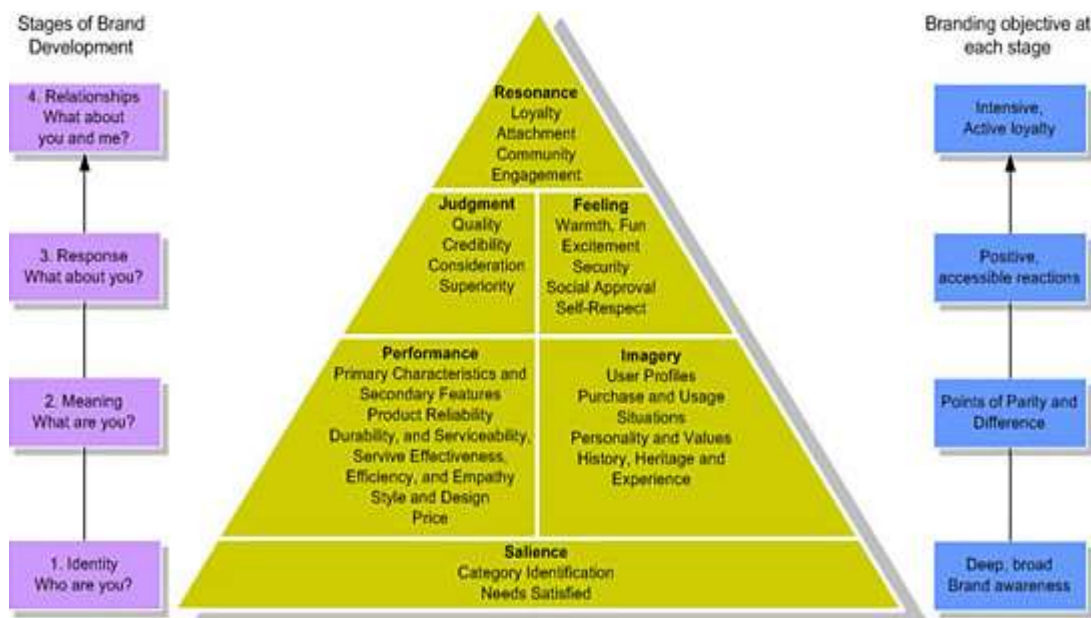 Stages of Brand
Development
4. Relationships
What about
you and me?
3. Response
What about you?
2. Meaning
What are you?
1. Identity
Who are you?
Resonance
Loyalty
Attachment
Community
Engagement
Judgment
Quality
Credibility
Consideration
Superiority
Feeling
Warmth, Fun
Excitement
Security
Social Approval
Self-Respect
Performance
Primary Characteristics and
Secondary Features
Product Reliability
Durability, and Serviceability,
Servive Effectiveness,
Efficiency, and Empathy
Style and Design
Price
Imagery
User Profiles
Purchase and Usage
Situations
Personality and Values
History, Heritage and
Experience
Salience
Category Identification
Needs Satisfied
Branding objective at
each stage
Intensive,
Active loyalty
Positive,
accessible reactions
Points of Parity and
Difference
Deep, broad
Brand awareness